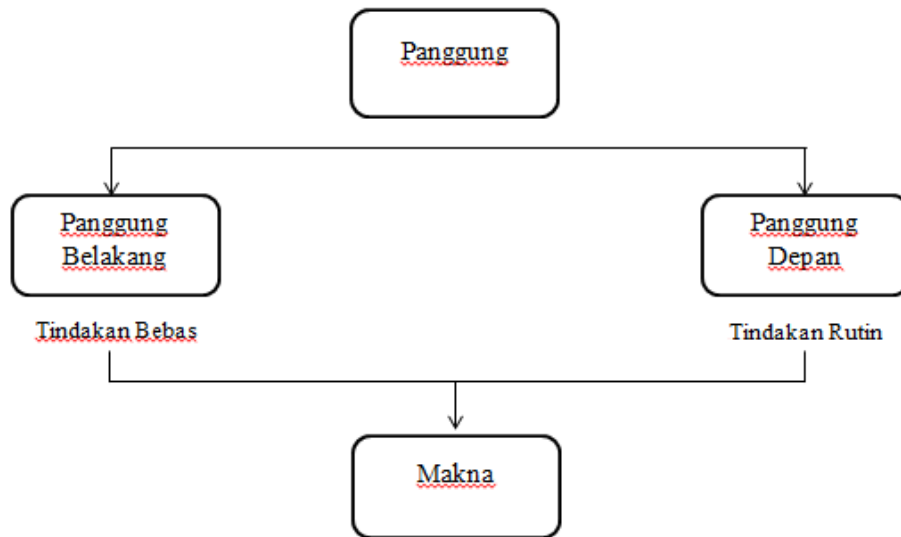 Panggung
Panggung
Belakang
Panggung
Depan
Tindakan Bebas
Tindakan Rutin
Makna